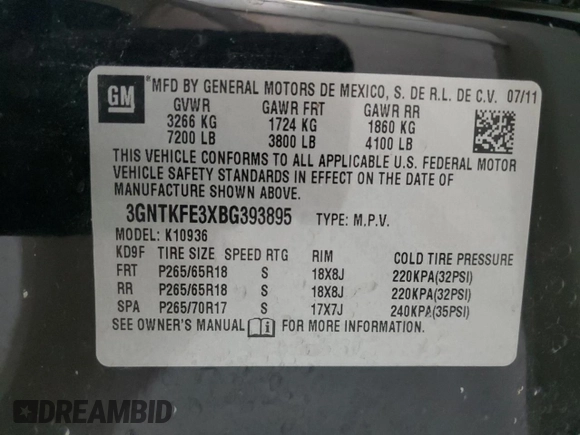 GM
*MFD BY GENERAL MOTORS DE MEXICO, S. DE R.L. DE C.V. 07/11
GVWR GAWR FRT GAWR RR
3266 KG 1724 KG 1860 KG
7200 LB 3800 LB 4100 LB
THIS VEHICLE CONFORMS TO ALL APPLICABLE U.S. FEDERAL MOTOR
VEHICLE SAFETY STANDARDS IN EFFECT ON THE DATE OF
MANUFACTURE SHOWN ABOVE.
3GNTKFE3XBG393895 TYPE: M.P.V.
MODEL: K10936
KD9F TIRE SIZE SPEED RTG RIM COLD TIRE PRESSURE
FRT P265/65R18 S 18X8J 220KPA(32PSI)
RR P265/65R18 S 18X8J 220KPA(32PSI)
SPA P265/70R17 S 17X7J 240KPA(35PSI)
SEE OWNER'S MANUAL FOR MORE INFORMATION.
DREAMBID